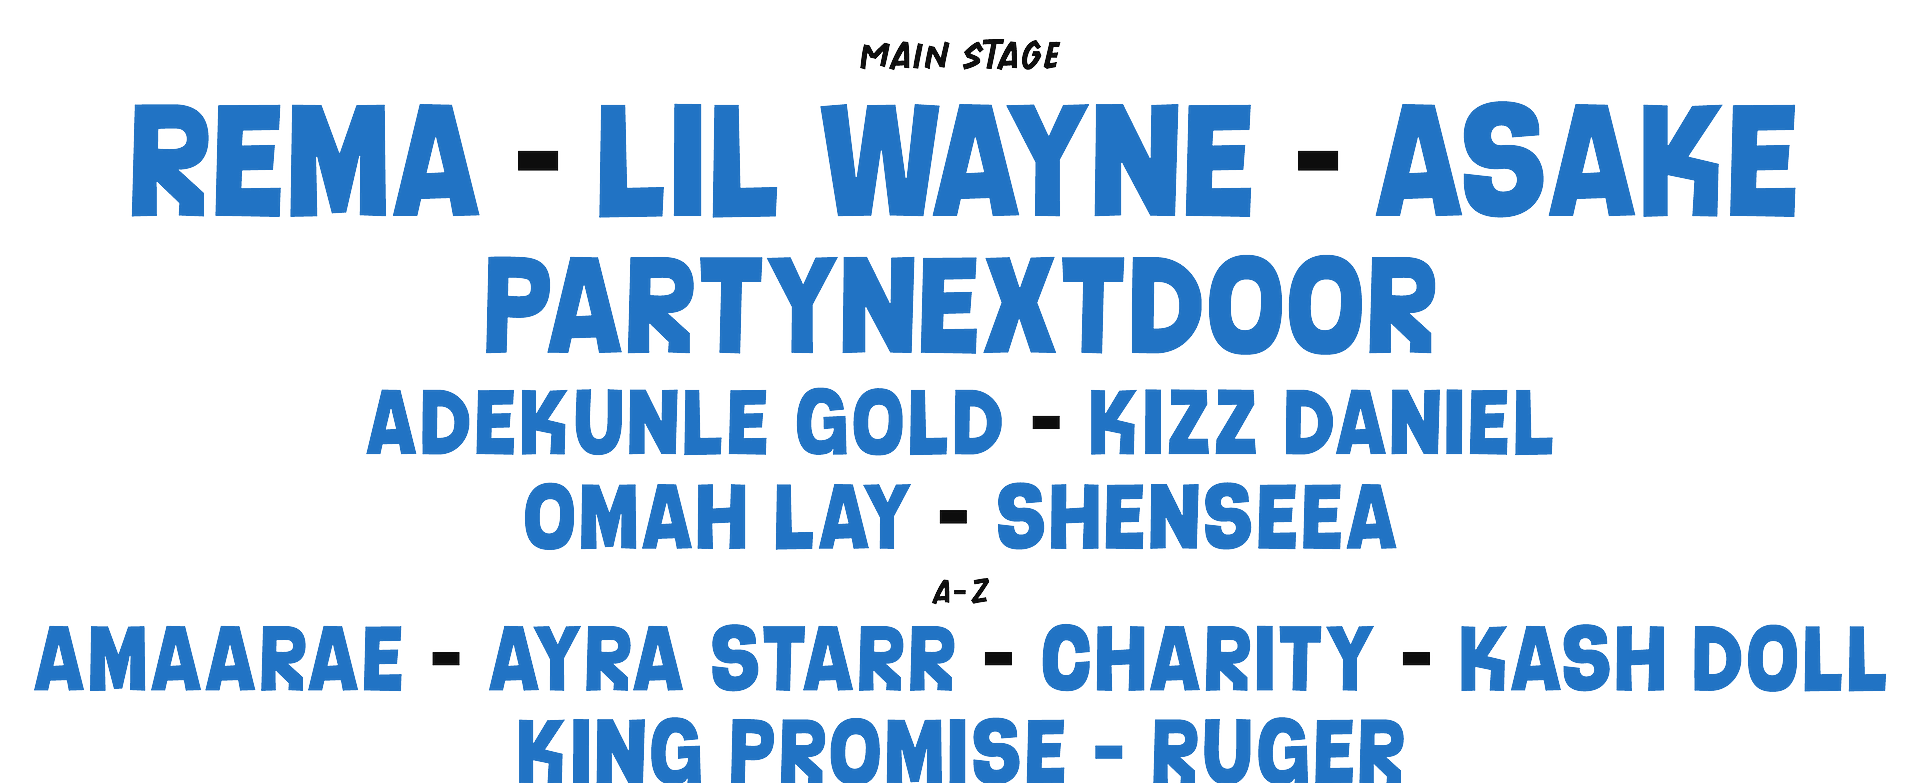 MAIN STAGE
REMA - LIL WAYNE - ASAKE
PARTYNEXTDOOR
ADEKUNLE GOLD - KIZZ DANIEL
OMAH LAY - SHENSEEA
A-Z
AMAARAE - AYRA STARR - CHARITY - KASH DOLL
KING PROMISE - RUGER